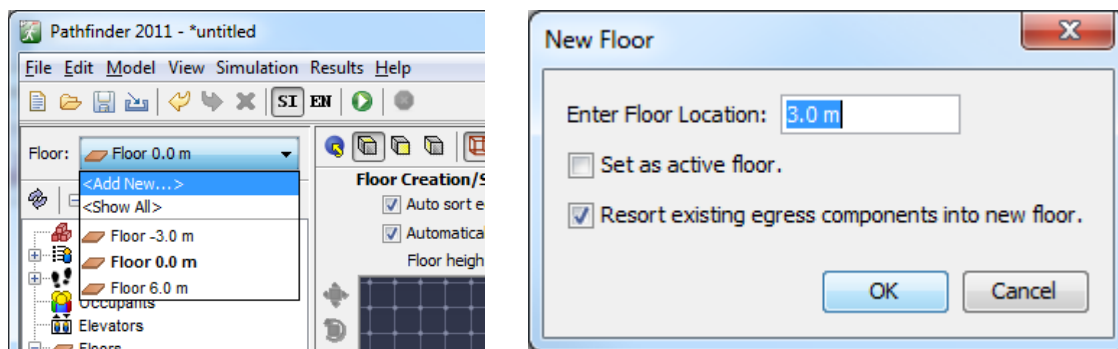 Pathfinder 2011 - *untitled
File Edit Model View Simulation Results Help
SI EN
Floor: Floor 0.0 m
<Add New...>
<Show All>
Floor -3.0 m
Floor 0.0 m
Floor 6.0 m
Occupants
Elevators
Floors
Floor Creation/S
Auto sort e
Automatical
Floor heigh
New Floor
Enter Floor Location: 3.0 m
Set as active floor.
Resort existing egress components into new floor.
OK Cancel